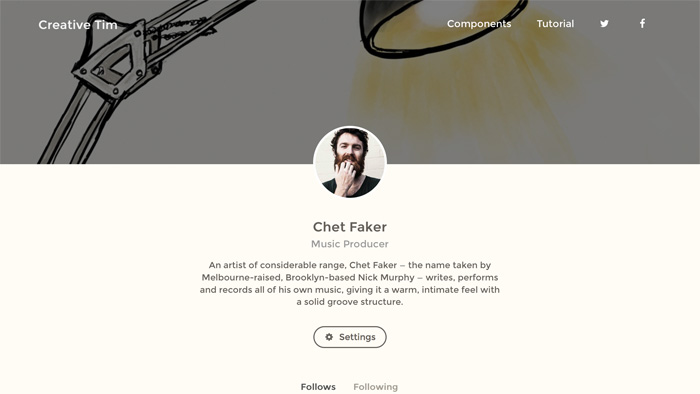 Creative Tim
Components Tutorial
Chet Faker
Music Producer
An artist of considerable range, Chet Faker – the name taken by
Melbourne-raised, Brooklyn-based Nick Murphy – writes, performs
and records all of his own music, giving it a warm, intimate feel with
a solid groove structure.
Settings
Follows Following